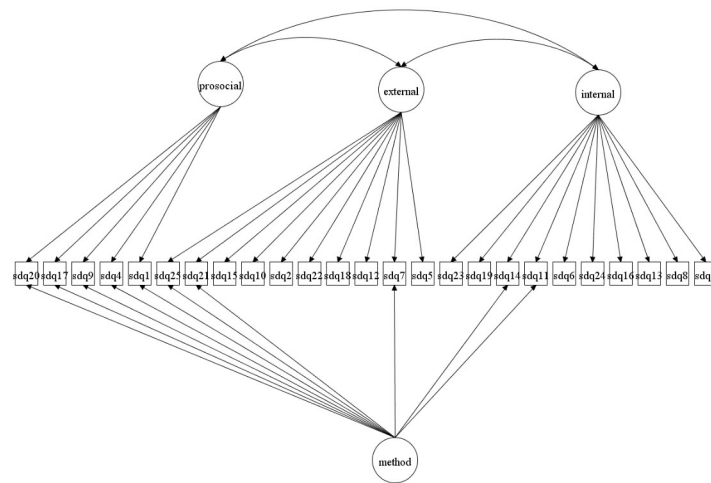 prosocial
external
internal
sdq20 sdq17 sdq9 sdq4 sdq1 sdq25 sdq21 sdq15 sdq10 sdq2 sdq22 sdq18 sdq12 sdq7 sdq5 sdq23 sdq19 sdq14 sdq11 sdq6 sdq24 sdq16 sdq13 sdq8
method